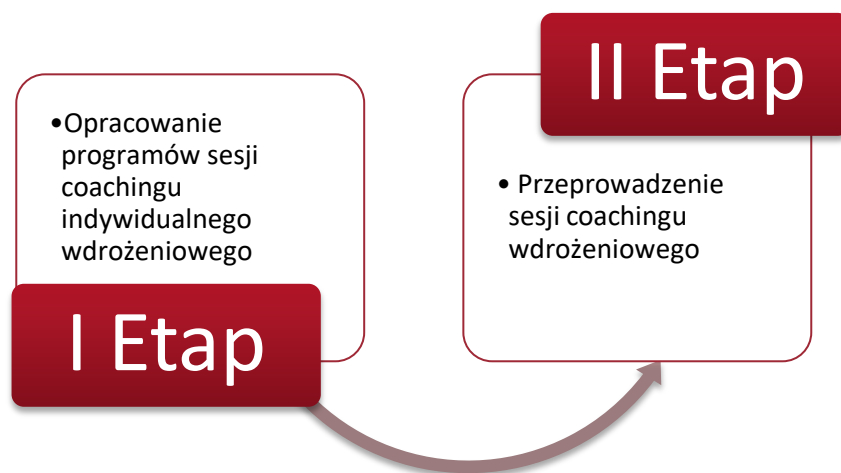 •Opracowanie
programów sesji
coachingu
indywidualnego
wdrożeniowego
I Etap
II Etap
• Przeprowadzenie
sesji coachingu
wdrożeniowego